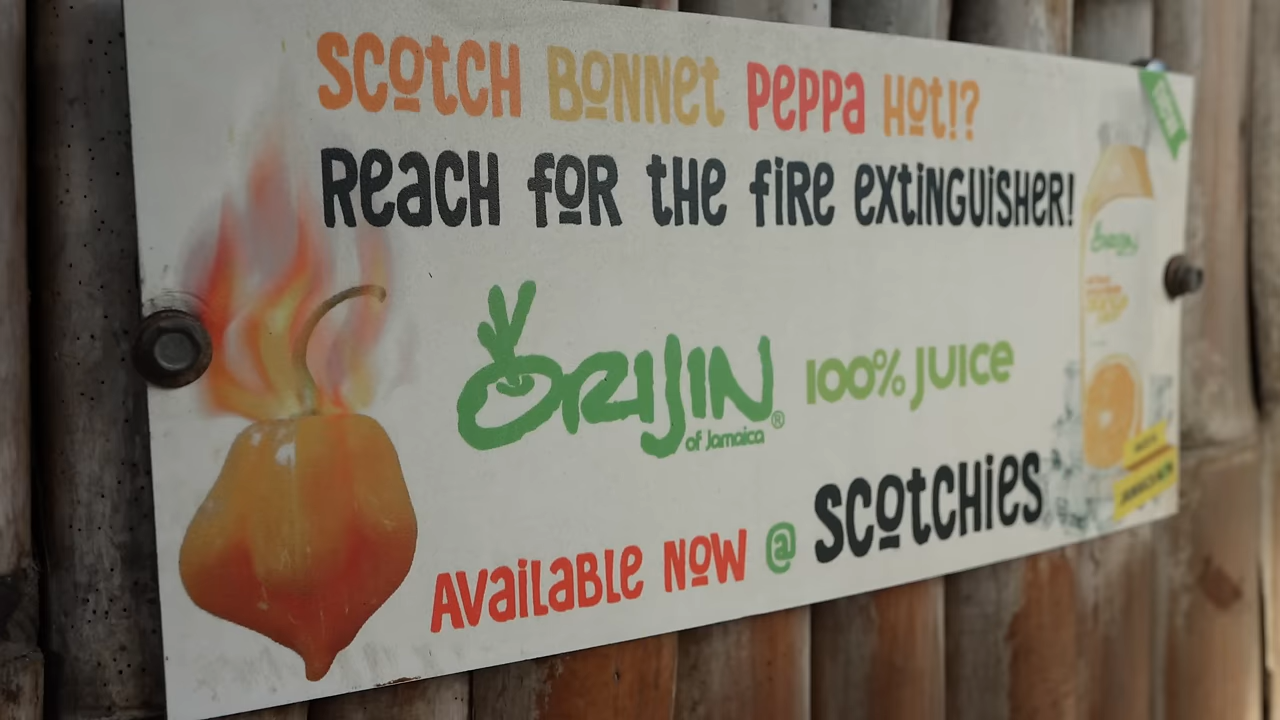 SCOTCH BONNET PEPPA HOT!?
REACH FOR THE FIRE EXTINGUISHER!
ORIJIN®
of Jamaica
100% JUICE
AVAILABLE NOW @ SCOTCHIES